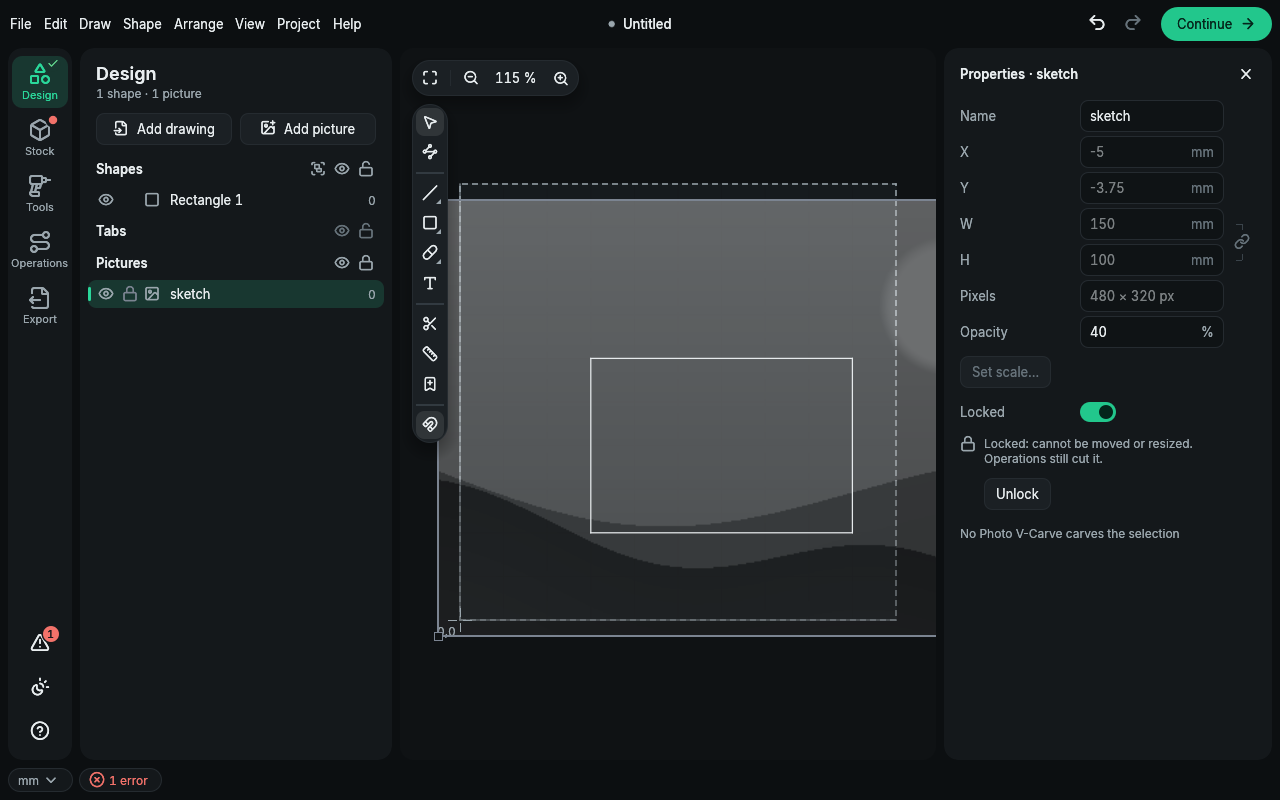 File Edit Draw Shape Arrange View Project Help
Untitled
Continue
Design
Stock
Tools
Operations
Export
1
Design
1 shape · 1 picture
Add drawing
Add picture
Shapes
Rectangle 1 0
Tabs
Pictures
sketch 0
115 %
0,0
Properties · sketch
Name sketch
X -5 mm
Y -3.75 mm
W 150 mm
H 100 mm
Pixels 480 × 320 px
Opacity 40 %
Set scale...
Locked
Locked: cannot be moved or resized.
Operations still cut it.
Unlock
No Photo V-Carve carves the selection
mm
1 error